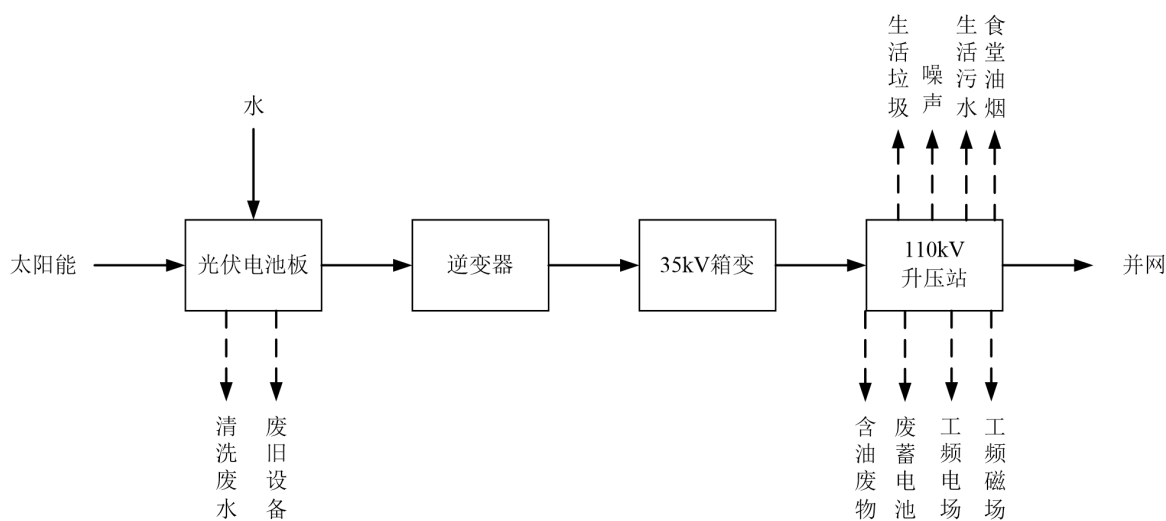 生活垃圾
噪声
生活污水
食堂油烟
水
太阳能
光伏电池板
逆变器
35kV箱变
110kV
升压站
并网
清洗废水
废旧设备
含油废物
废蓄电池
工频电场
工频磁场